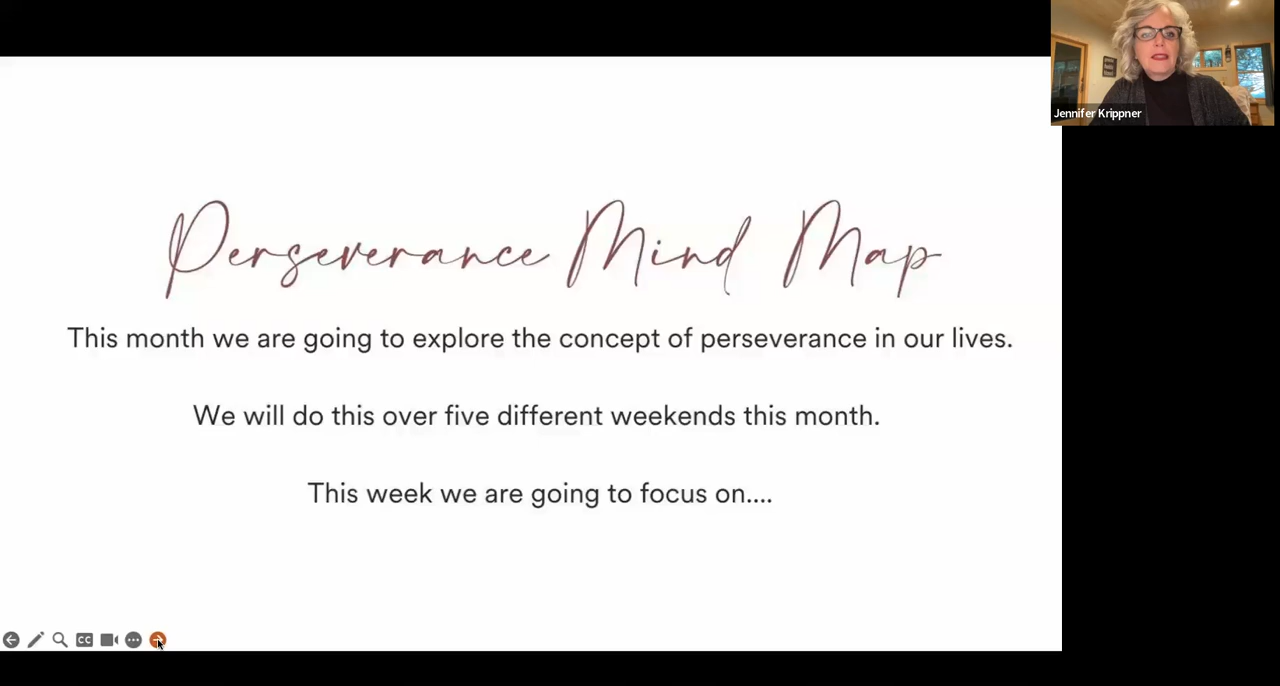 Jennifer Krippner
Perseverance Mind Map
This month we are going to explore the concept of perseverance in our lives.
We will do this over five different weekends this month.
This week we are going to focus on....
CC